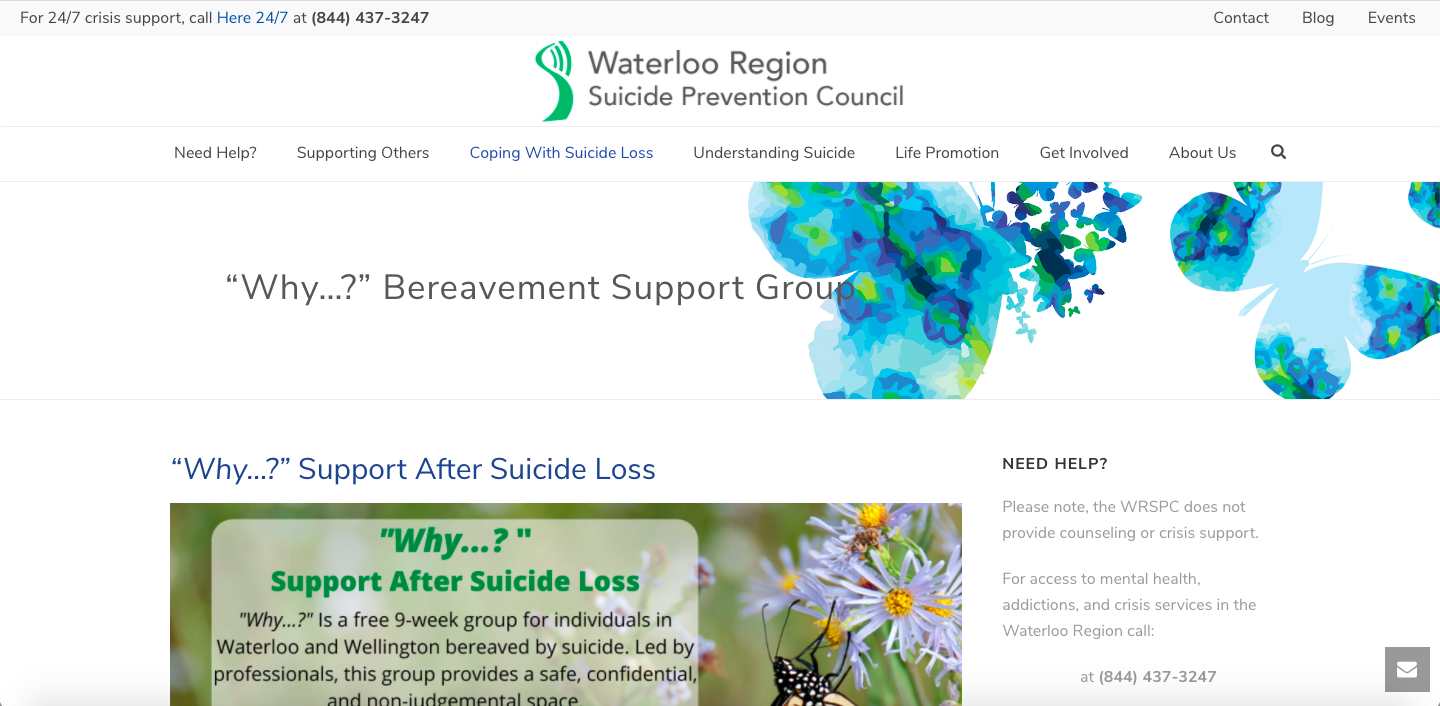 For 24/7 crisis support, call Here 24/7 at (844) 437-3247
Contact Blog Events
Waterloo Region
Suicide Prevention Council
Need Help? Supporting Others Coping With Suicide Loss Understanding Suicide Life Promotion Get Involved About Us
“Why…?” Bereavement Support Group
“Why…?” Support After Suicide Loss
"Why...? "
Support After Suicide Loss
"Why...?" Is a free 9-week group for individuals in
Waterloo and Wellington bereaved by suicide. Led by
professionals, this group provides a safe, confidential,
and non-judgemental space.
NEED HELP?
Please note, the WRSPC does not
provide counseling or crisis support.
For access to mental health,
addictions, and crisis services in the
Waterloo Region call:
at (844) 437-3247